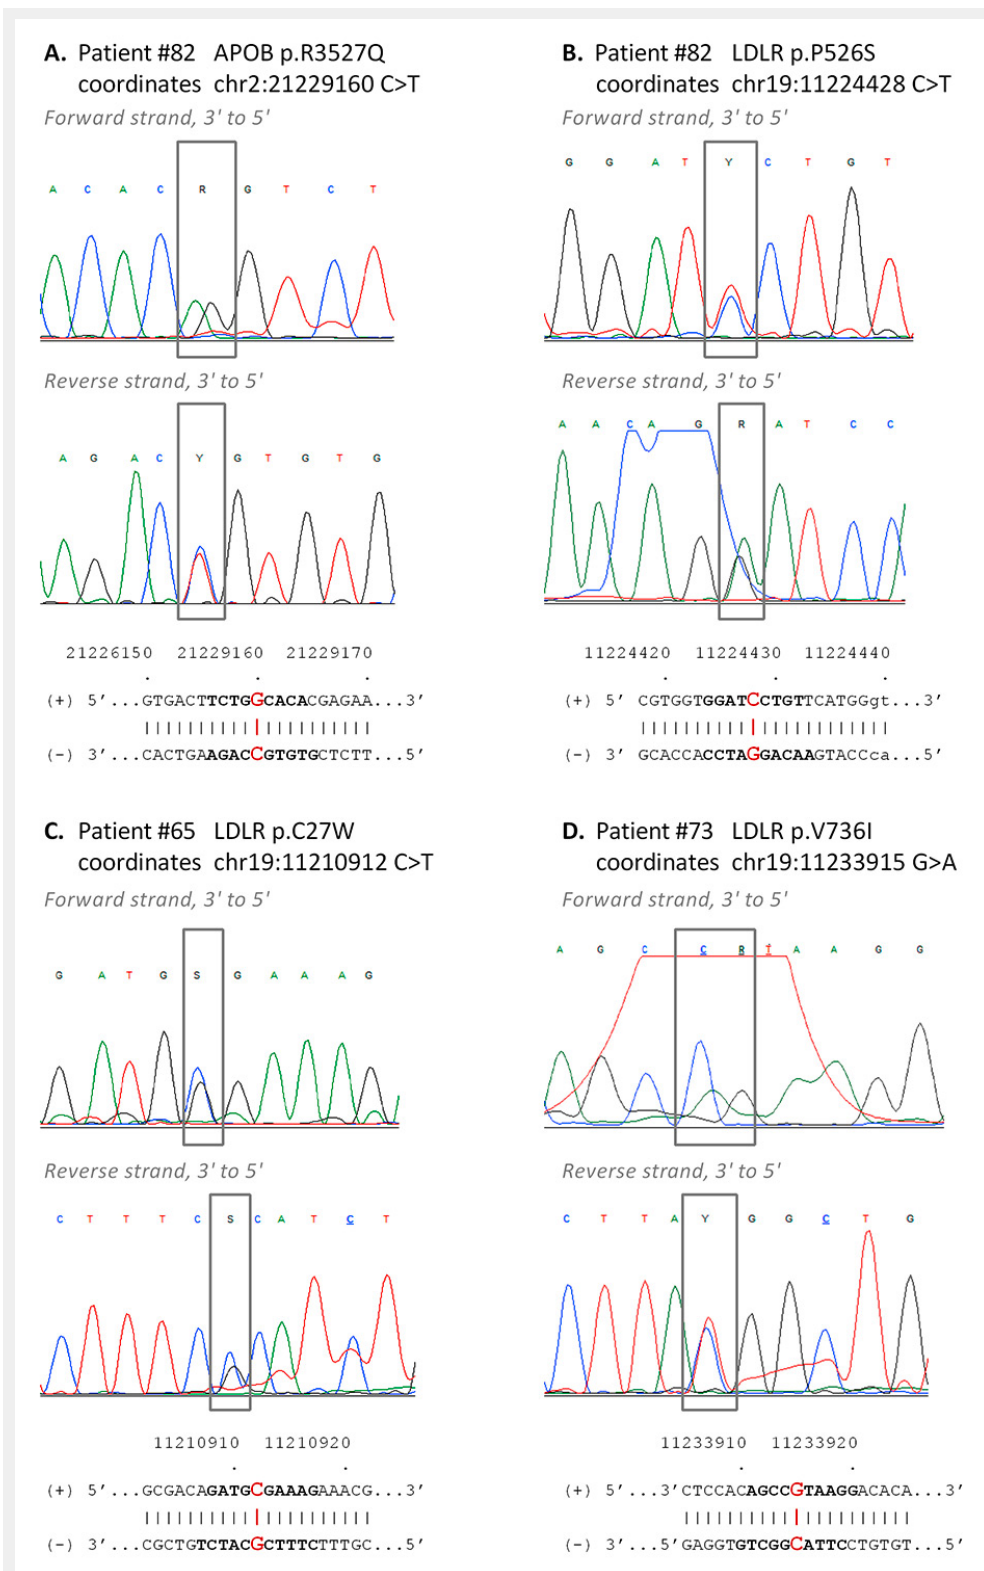 A. Patient #82 APOB p.R3527Q
coordinates chr2:21229160 C>T
Forward strand, 3' to 5'
A C A C R G T C T
Reverse strand, 3' to 5'
A G A C Y G T G T G
21226150 21229160 21229170
(+) 5'...GTGACTTCTGGCACACGAGAA...3'
(-) 3'...CACTGAAGACCGTGTGCTCTT...5'
B. Patient #82 LDLR p.P526S
coordinates chr19:11224428 C>T
Forward strand, 3' to 5'
G G A T Y C T G T
Reverse strand, 3' to 5'
A A C A G R A T C C
11224420 11224430 11224440
(+) 5' CGTGGTGGATCCTGTTCATGGgt...3'
(-) 3' GCACCACCTAGGACAAGTACCca...5'
C. Patient #65 LDLR p.C27W
coordinates chr19:11210912 C>T
Forward strand, 3' to 5'
G A T G S G A A A G
Reverse strand, 3' to 5'
C T T T C S C A T C T
11210910 11210920
(+) 5'...GCGACAGATGCGAAAGAAACG...3'
(-) 3'...CGCTGTCTACGCTTTCTTTGC...5'
D. Patient #73 LDLR p.V736I
coordinates chr19:11233915 G>A
Forward strand, 3' to 5'
A G C C R T A A G G
Reverse strand, 3' to 5'
C T T A Y G G C T G
11233910 11233920
(+) 5'...3'CTCCACAGCCGTAAGGACACA...3'
(-) 3'...5'GAGGTGTCGGCATTCCTGTGT...5'